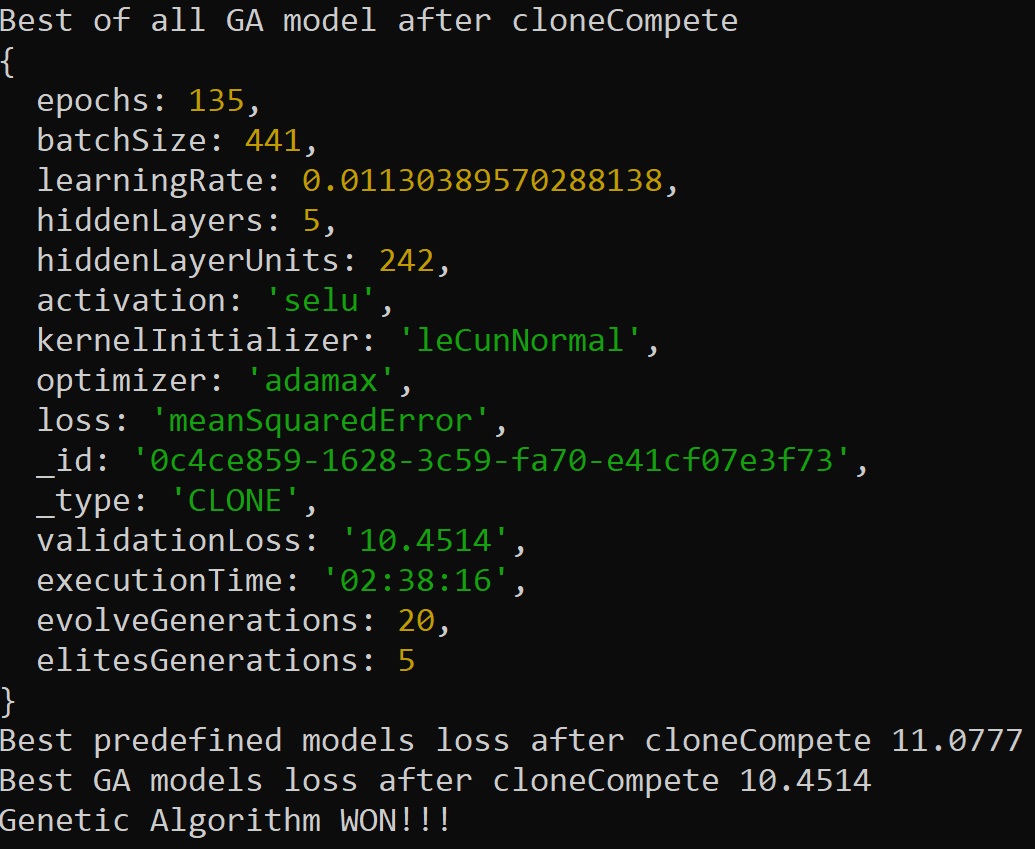 Best of all GA model after cloneCompete
{
  epochs: 135,
  batchSize: 441,
  learningRate: 0.01130389570288138,
  hiddenLayers: 5,
  hiddenLayerUnits: 242,
  activation: 'selu',
  kernelInitializer: 'leCunNormal',
  optimizer: 'adamax',
  loss: 'meanSquaredError',
  _id: '0c4ce859-1628-3c59-fa70-e41cf07e3f73',
  _type: 'CLONE',
  validationLoss: '10.4514',
  executionTime: '02:38:16',
  evolveGenerations: 20,
  elitesGenerations: 5
}
Best predefined models loss after cloneCompete 11.0777
Best GA models loss after cloneCompete 10.4514
Genetic Algorithm WON!!!